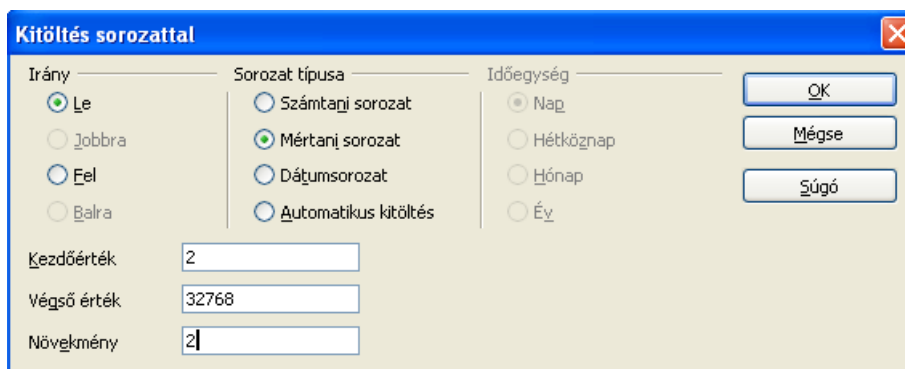 Kitöltés sorozattal
Irány
Le
Jobbra
Fel
Balra
Sorozat típusa
Számtani sorozat
Mértani sorozat
Dátumsorozat
Automatikus kitöltés
Időegység
Nap
Hétköznap
Hónap
Év
OK
Mégse
Súgó
Kezdőérték 2
Végső érték 32768
Növekmény 2